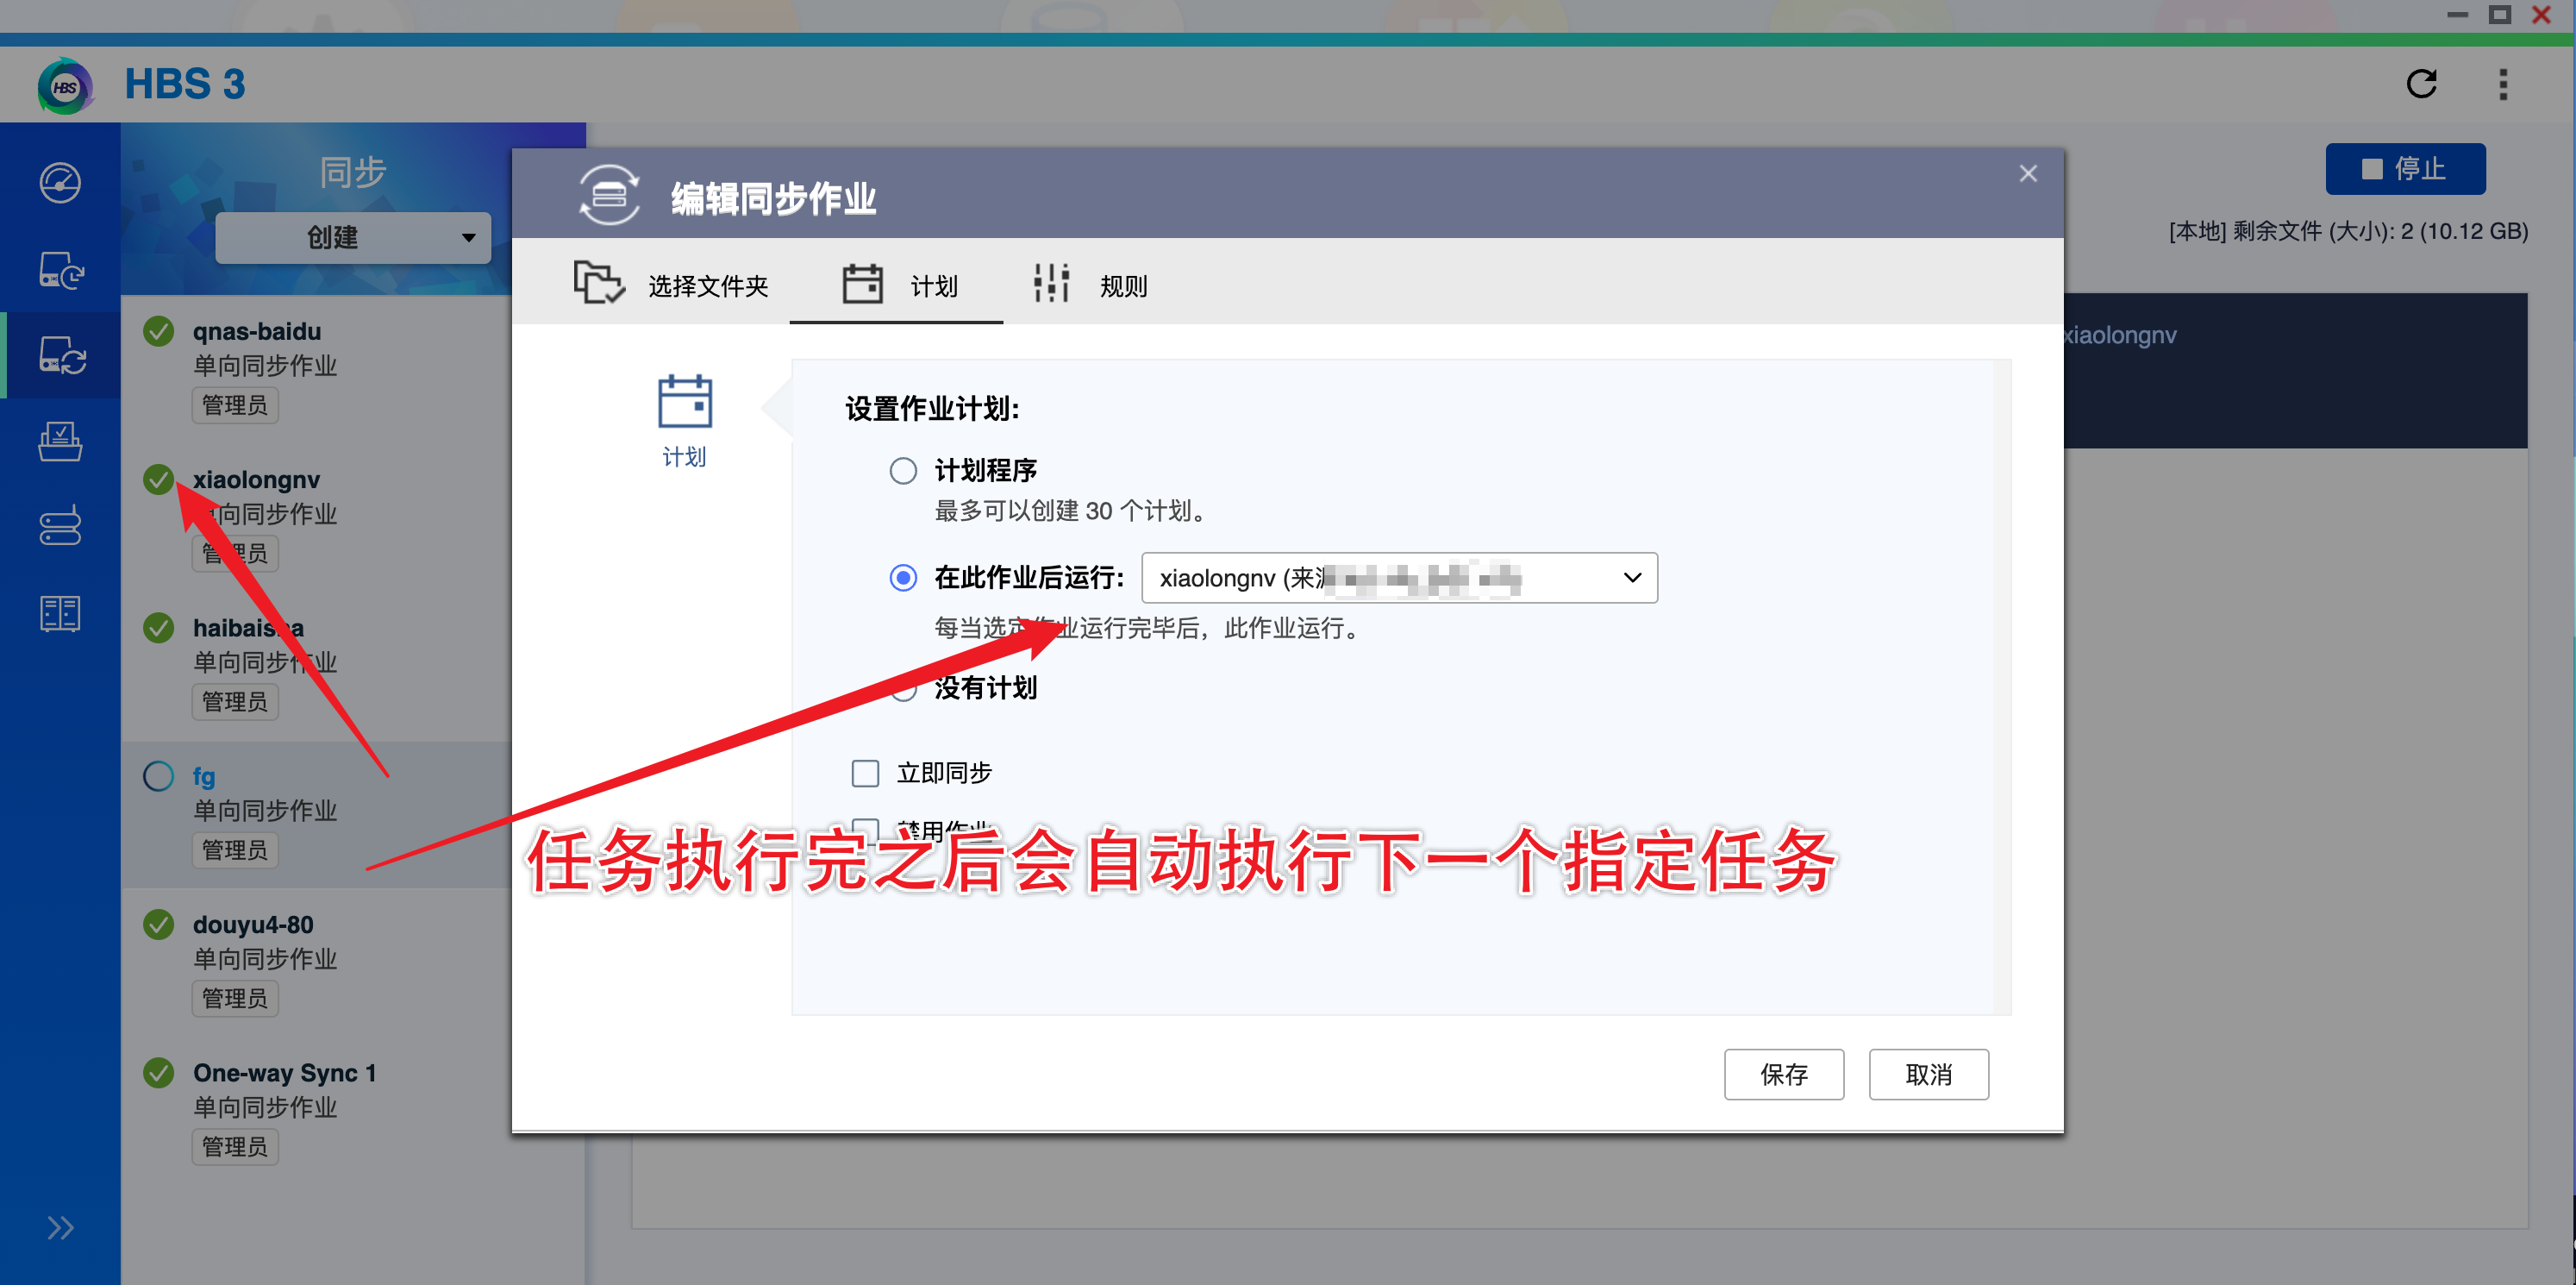 HBS
HBS 3
同步
创建
停止
[本地] 剩余文件 (大小): 2 (10.12 GB)
qnas-baidu
单向同步作业
管理员
xiaolongnv
单向同步作业
管理员
haibaisha
单向同步作业
管理员
fg
单向同步作业
管理员
douyu4-80
单向同步作业
管理员
One-way Sync 1
单向同步作业
管理员
编辑同步作业
选择文件夹
计划
规则
xiaolongnv
计划
设置作业计划:
计划程序
最多可以创建 30 个计划。
在此作业后运行: xiaolongnv (来源
每当选定作业运行完毕后，此作业运行。
没有计划
立即同步
禁用作业
任务执行完之后会自动执行下一个指定任务
保存
取消